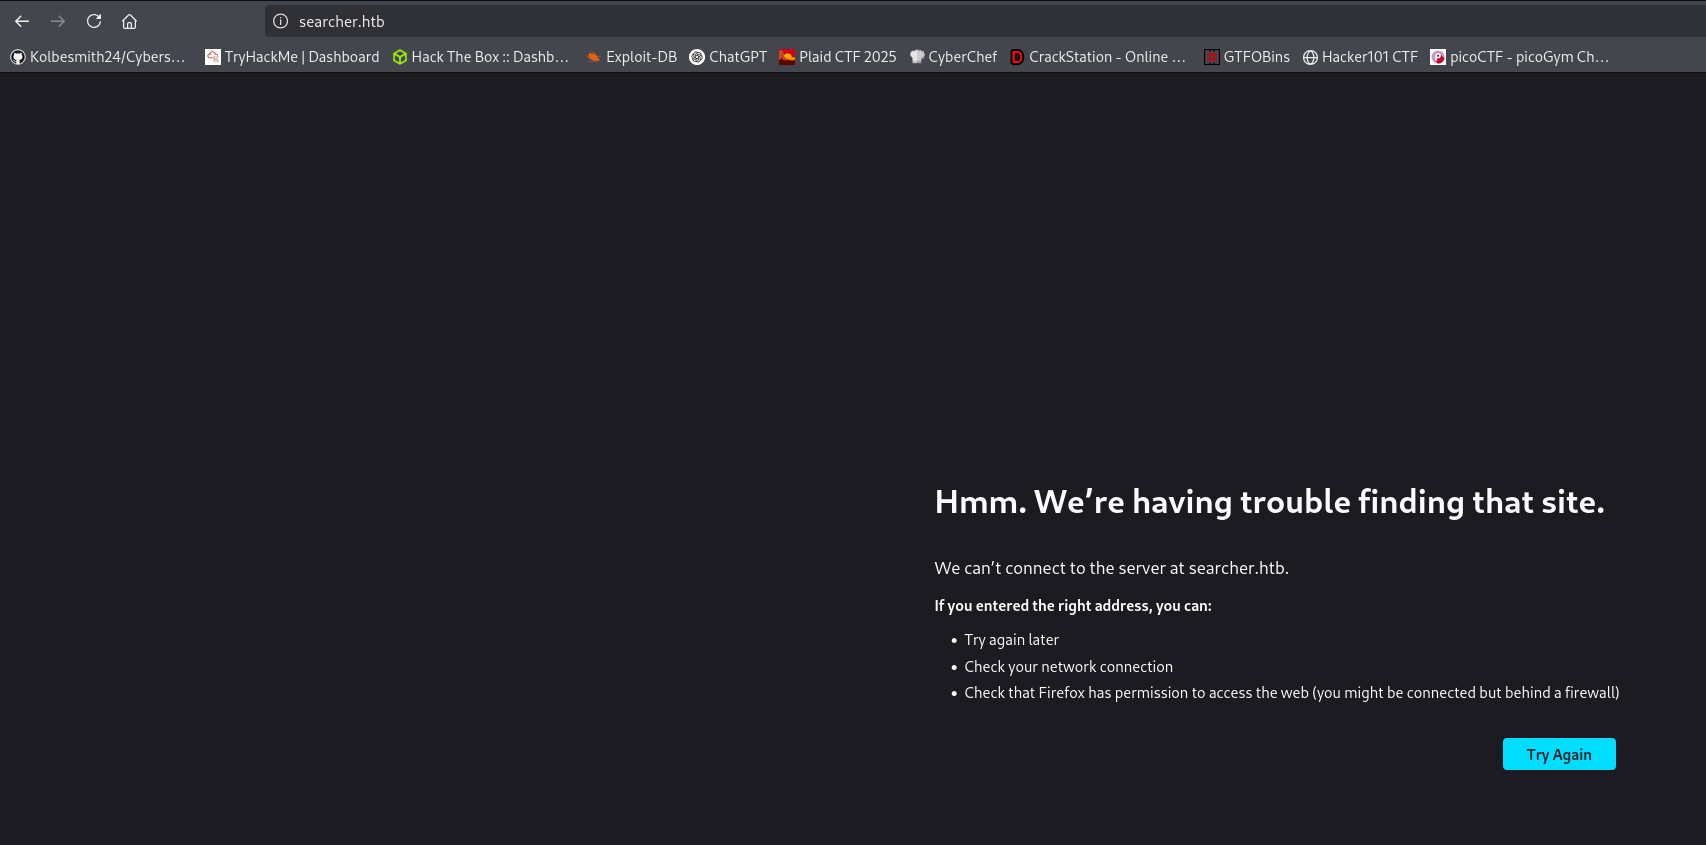 searcher.htb
Kolbesmith24/Cybers… TryHackMe | Dashboard Hack The Box :: Dashb… Exploit-DB ChatGPT Plaid CTF 2025 CyberChef CrackStation - Online … GTFOBins Hacker101 CTF picoCTF - picoGym Ch…
Hmm. We’re having trouble finding that site.
We can’t connect to the server at searcher.htb.
If you entered the right address, you can:
• Try again later
• Check your network connection
• Check that Firefox has permission to access the web (you might be connected but behind a firewall)
Try Again